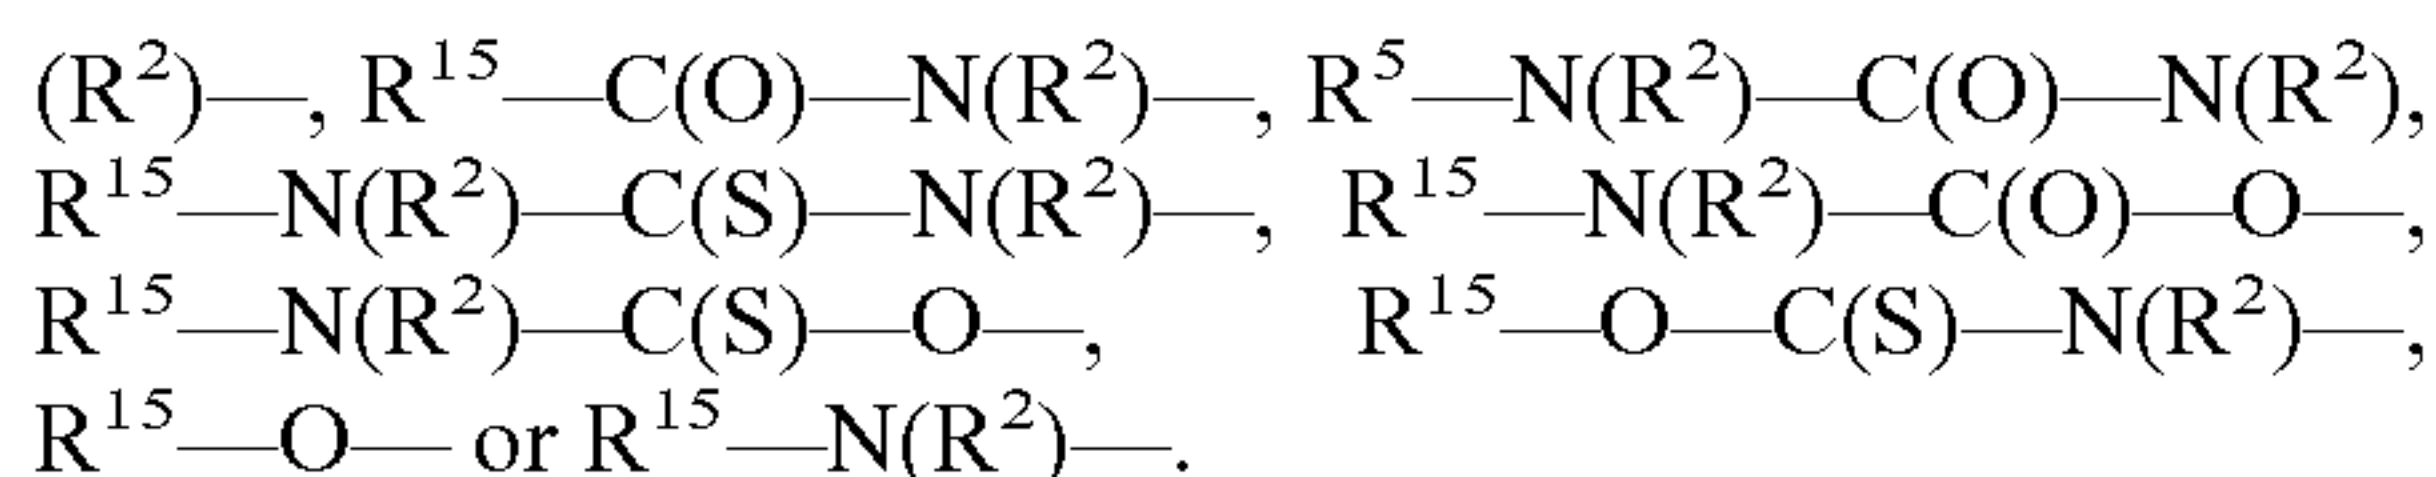 (R²)—, R¹⁵—C(O)—N(R²)—, R⁵—N(R²)—C(O)—N(R²),
R¹⁵—N(R²)—C(S)—N(R²)—, R¹⁵—N(R²)—C(O)—O—,
R¹⁵—N(R²)—C(S)—O—, R¹⁵—O—C(S)—N(R²)—,
R¹⁵—O— or R¹⁵—N(R²)—.